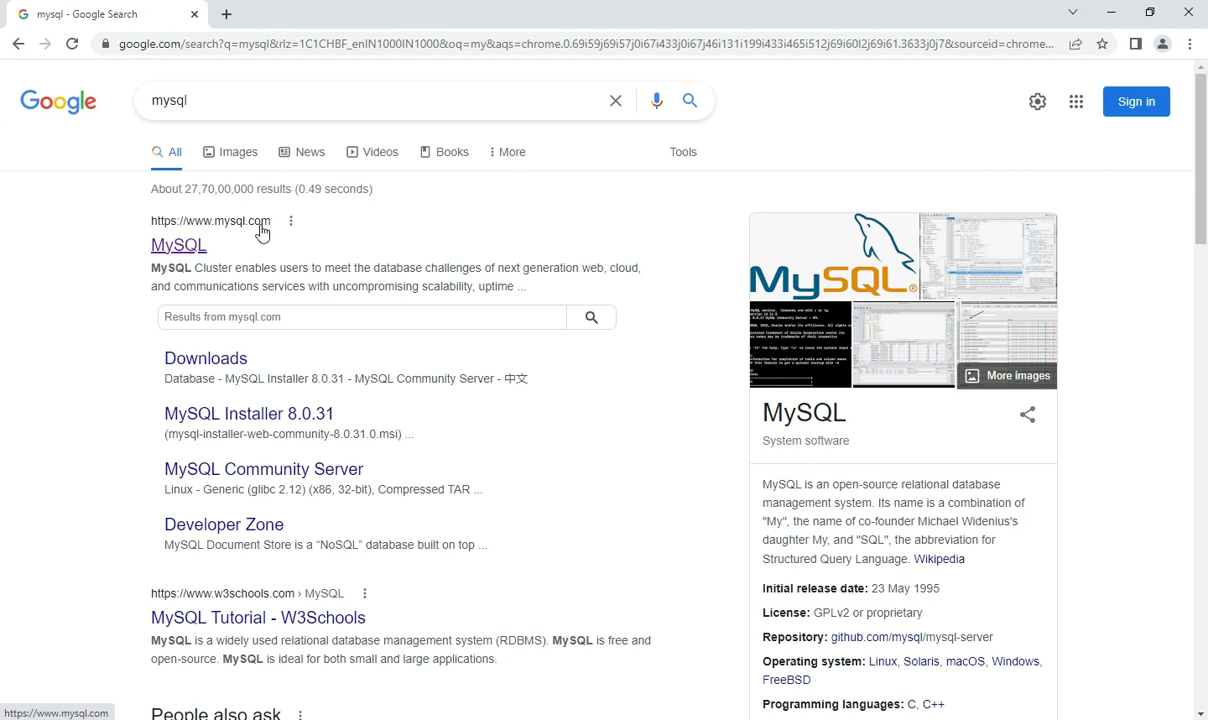 mysql - Google Search
google.com/search?q=mysql&rlz=1C1CHBF_enIN1000IN1000&oq=my&aqs=chrome.0.69i59j69i57j0i67i433j0i67j46i131i199i433i465i512j69i60l2j69i61.3633j0j7&sourceid=chrome...
Google
mysql
Sign in
All Images News Videos Books More Tools
About 27,70,00,000 results (0.49 seconds)
https://www.mysql.com
MySQL
MySQL Cluster enables users to meet the database challenges of next generation web, cloud,
and communications services with uncompromising scalability, uptime ...
Results from mysql.com
Downloads
Database - MySQL Installer 8.0.31 - MySQL Community Server - 中文
MySQL Installer 8.0.31
(mysql-installer-web-community-8.0.31.0.msi) ...
MySQL Community Server
Linux - Generic (glibc 2.12) (x86, 32-bit), Compressed TAR ...
Developer Zone
MySQL Document Store is a “NoSQL” database built on top ...
https://www.w3schools.com › MySQL
MySQL Tutorial - W3Schools
MySQL is a widely used relational database management system (RDBMS). MySQL is free and
open-source. MySQL is ideal for both small and large applications.
People also ask
MySQL®
More images
MySQL
System software
MySQL is an open-source relational database
management system. Its name is a combination of
"My", the name of co-founder Michael Widenius's
daughter My, and "SQL", the abbreviation for
Structured Query Language. Wikipedia
Initial release date: 23 May 1995
License: GPLv2 or proprietary
Repository: github.com/mysql/mysql-server
Operating system: Linux, Solaris, macOS, Windows,
FreeBSD
Programming languages: C, C++
https://www.mysql.com